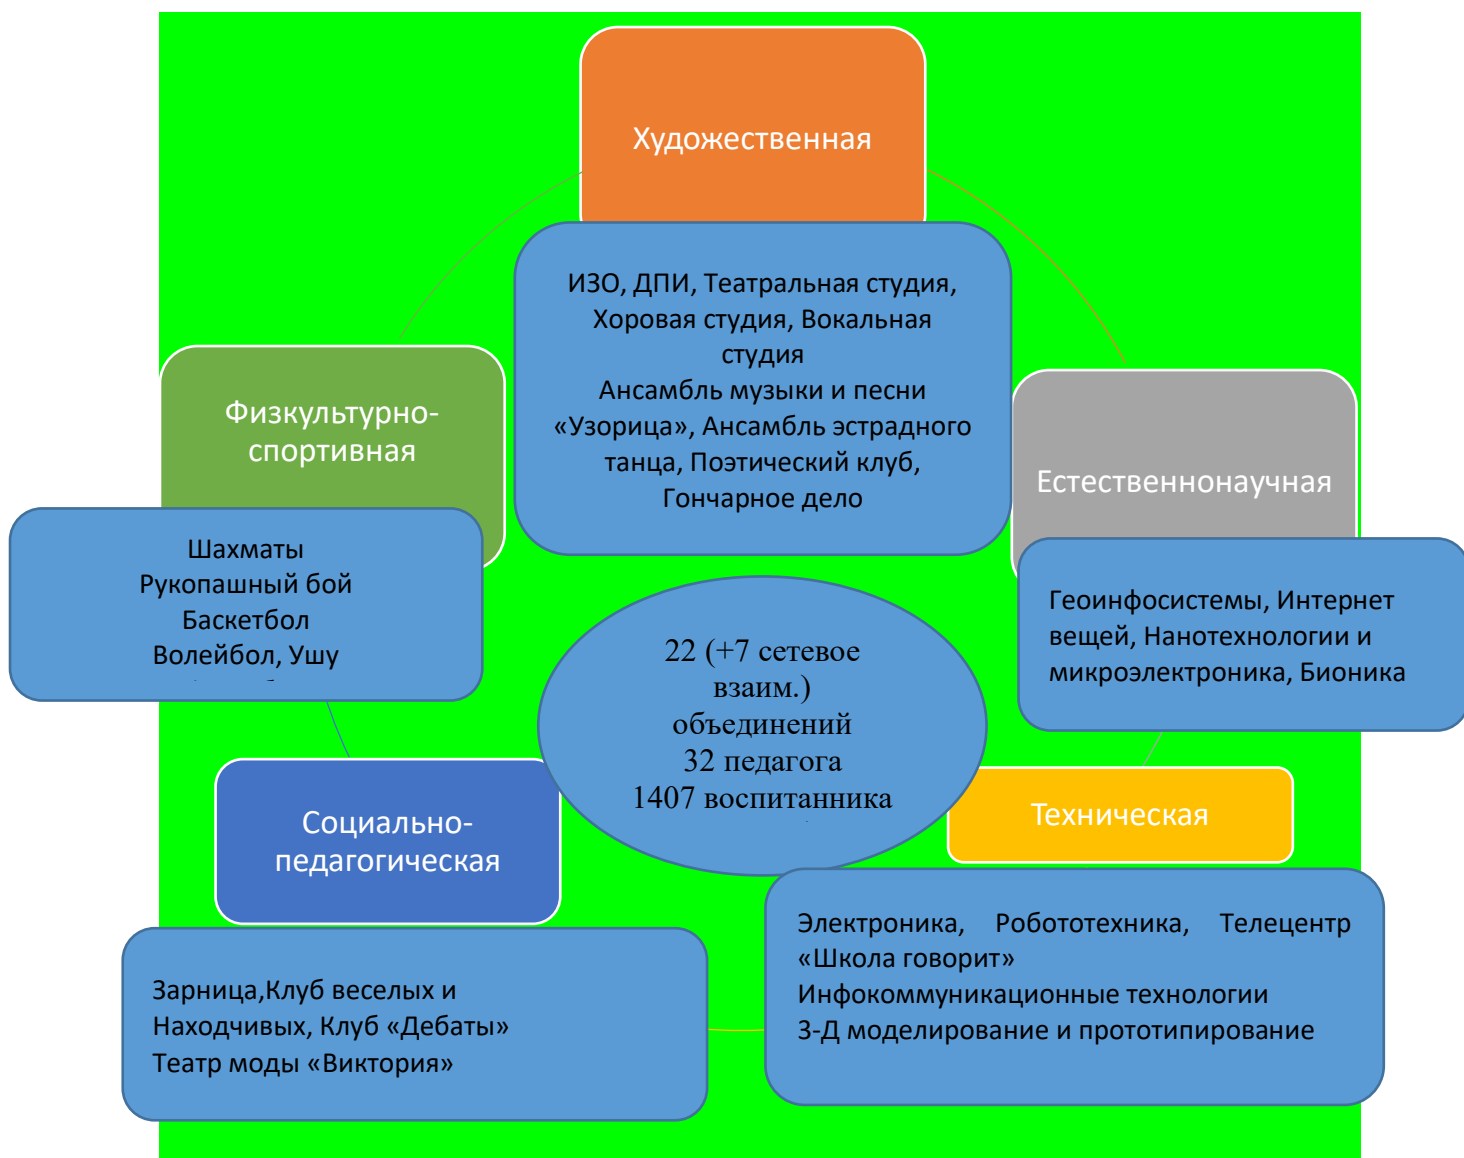 Художественная
ИЗО, ДПИ, Театральная студия,
Хоровая студия, Вокальная
студия
Ансамбль музыки и песни
«Узорица», Ансамбль эстрадного
танца, Поэтический клуб,
Гончарное дело
Физкультурно-
спортивная
Шахматы
Рукопашный бой
Баскетбол
Волейбол, Ушу
Естественнонаучная
Геоинфосистемы, Интернет
вещей, Нанотехнологии и
микроэлектроника, Бионика
22 (+7 сетевое
взаим.)
объединений
32 педагога
1407 воспитанника
Социально-
педагогическая
Зарница,Клуб веселых и
Находчивых, Клуб «Дебаты»
Театр моды «Виктория»
Техническая
Электроника, Робототехника, Телецентр
«Школа говорит»
Инфокоммуникационные технологии
3-Д моделирование и прототипирование